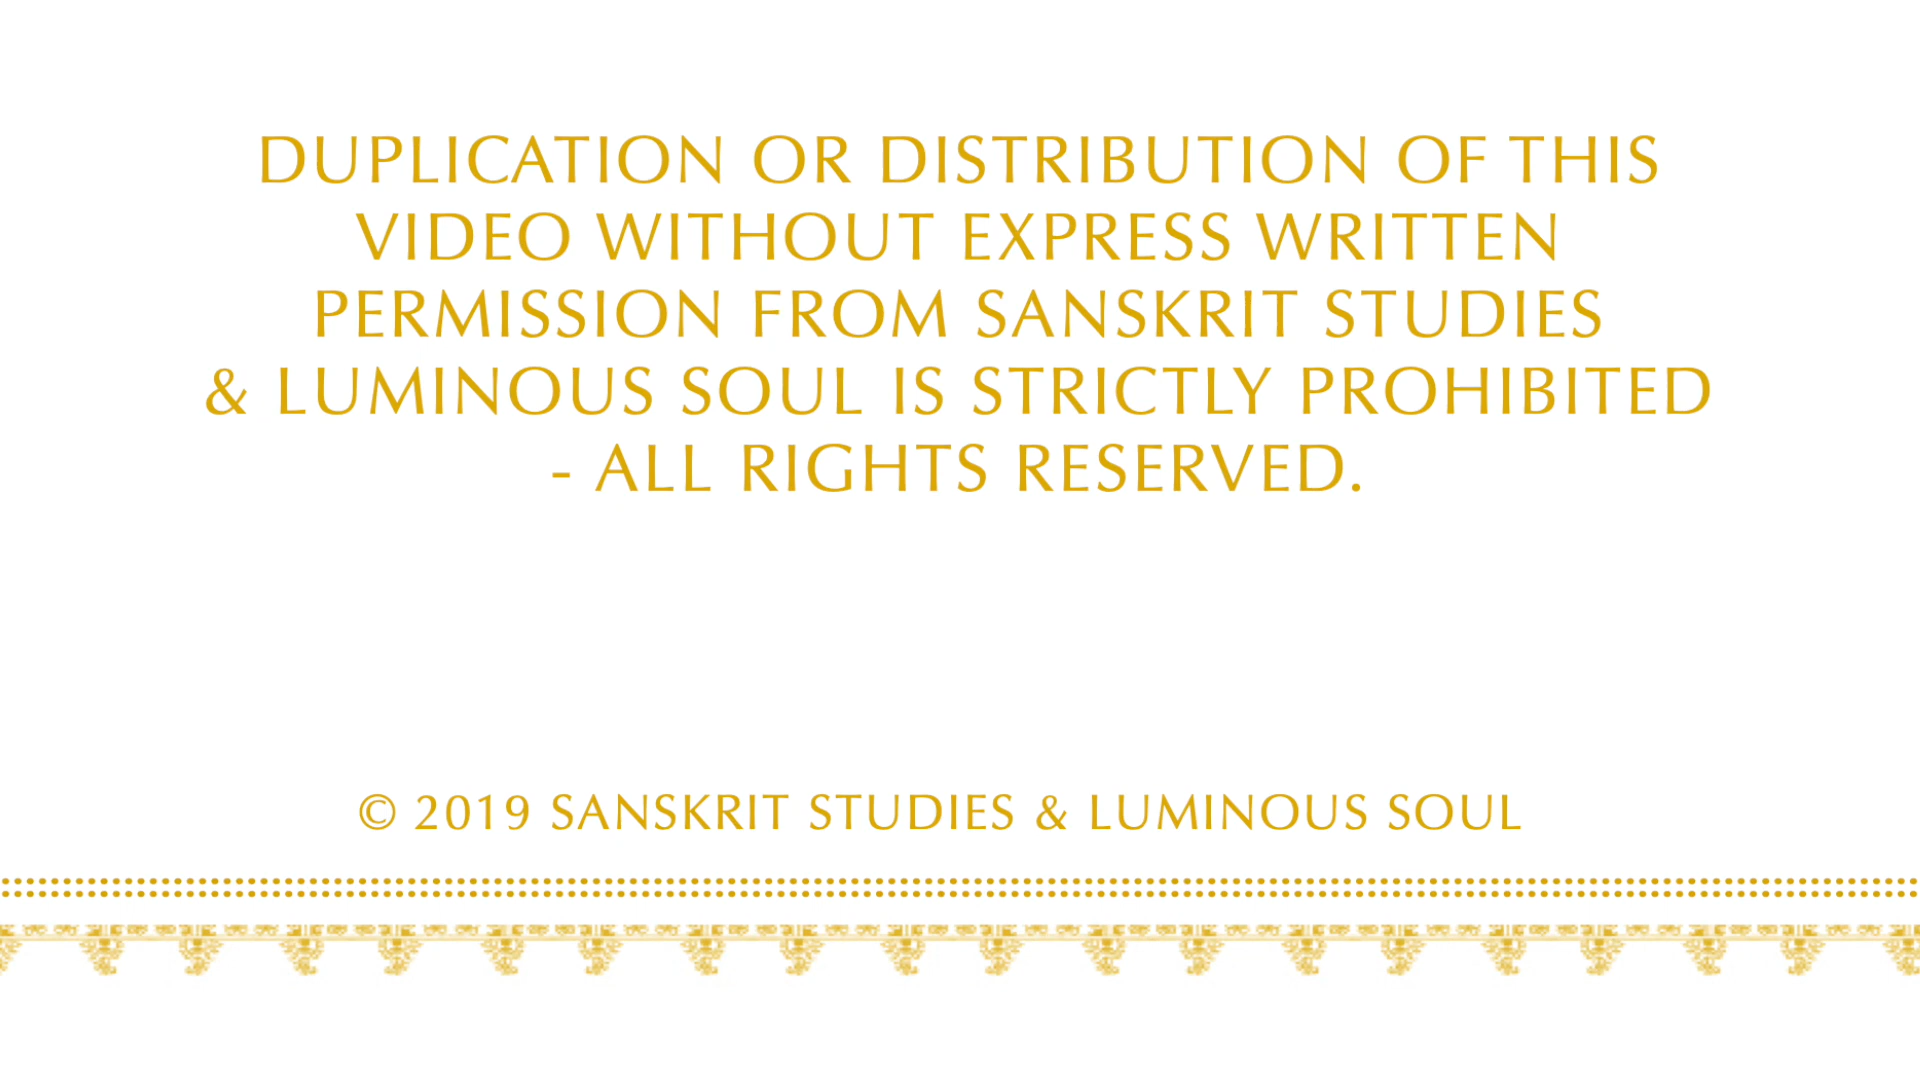 DUPLICATION OR DISTRIBUTION OF THIS
VIDEO WITHOUT EXPRESS WRITTEN
PERMISSION FROM SANSKRIT STUDIES
& LUMINOUS SOUL IS STRICTLY PROHIBITED
- ALL RIGHTS RESERVED.
© 2019 SANSKRIT STUDIES & LUMINOUS SOUL